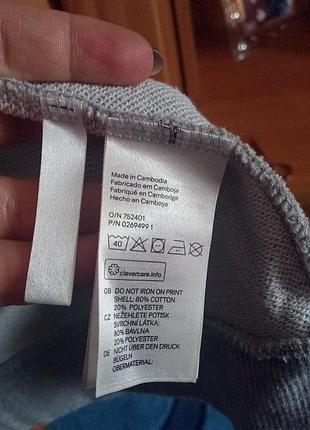 Made in Cambodia
Fabricado em Camboja
Fabriqué en Cambodge
Hecho en Camboya
O/N 752401
P/N 0269499 1
40
clevercare.info
GB DO NOT IRON ON PRINT
SHELL: 80% COTTON
20% POLYESTER
CZ NEŽEHLETE POTISK
SVRCHNÍ LÁTKA:
80% BAVLNA
20% POLYESTER
DE NICHT ÜBER DEN DRUCK
BÜGELN
OBERMATERIAL: